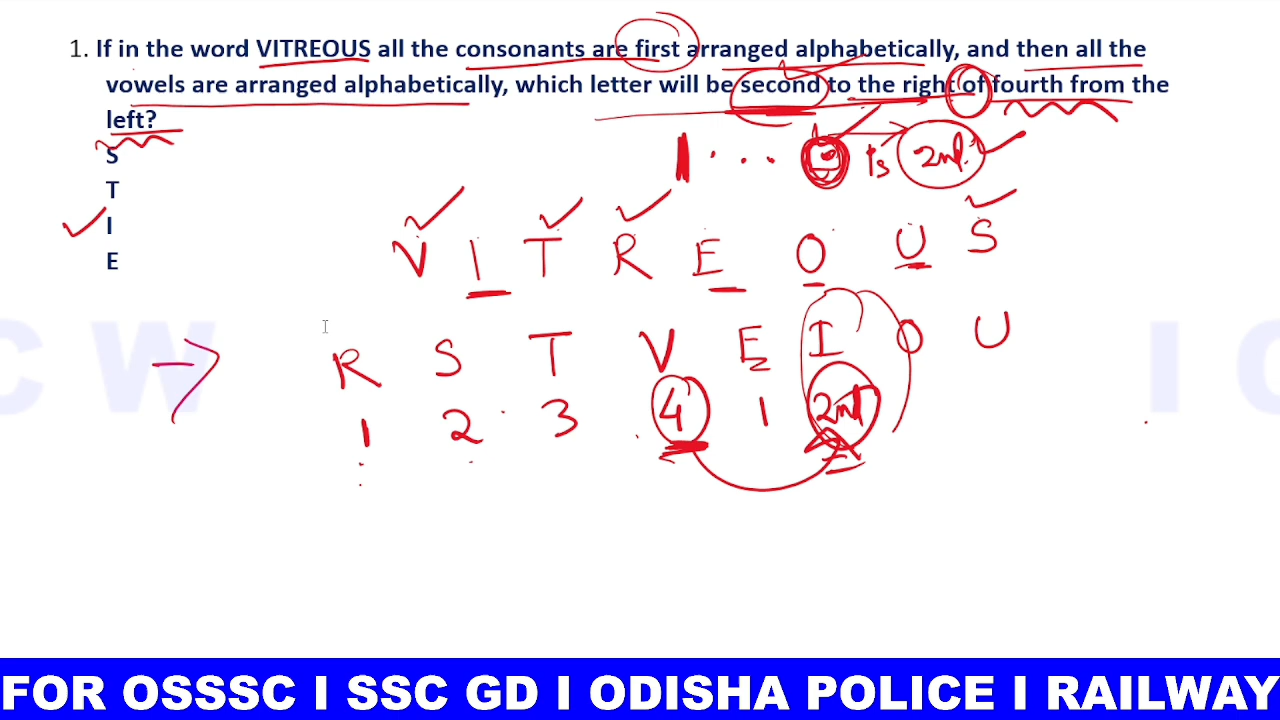 1. If in the word VITREOUS all the consonants are first arranged alphabetically, and then all the
vowels are arranged alphabetically, which letter will be second to the right of fourth from the
left?
S
T
I
E
2nd
V I T R E O U S
R S T V E I O U
1 2 3 4 1 2nd
C W I C
FOR OSSSC I SSC GD I ODISHA POLICE I RAILWAY